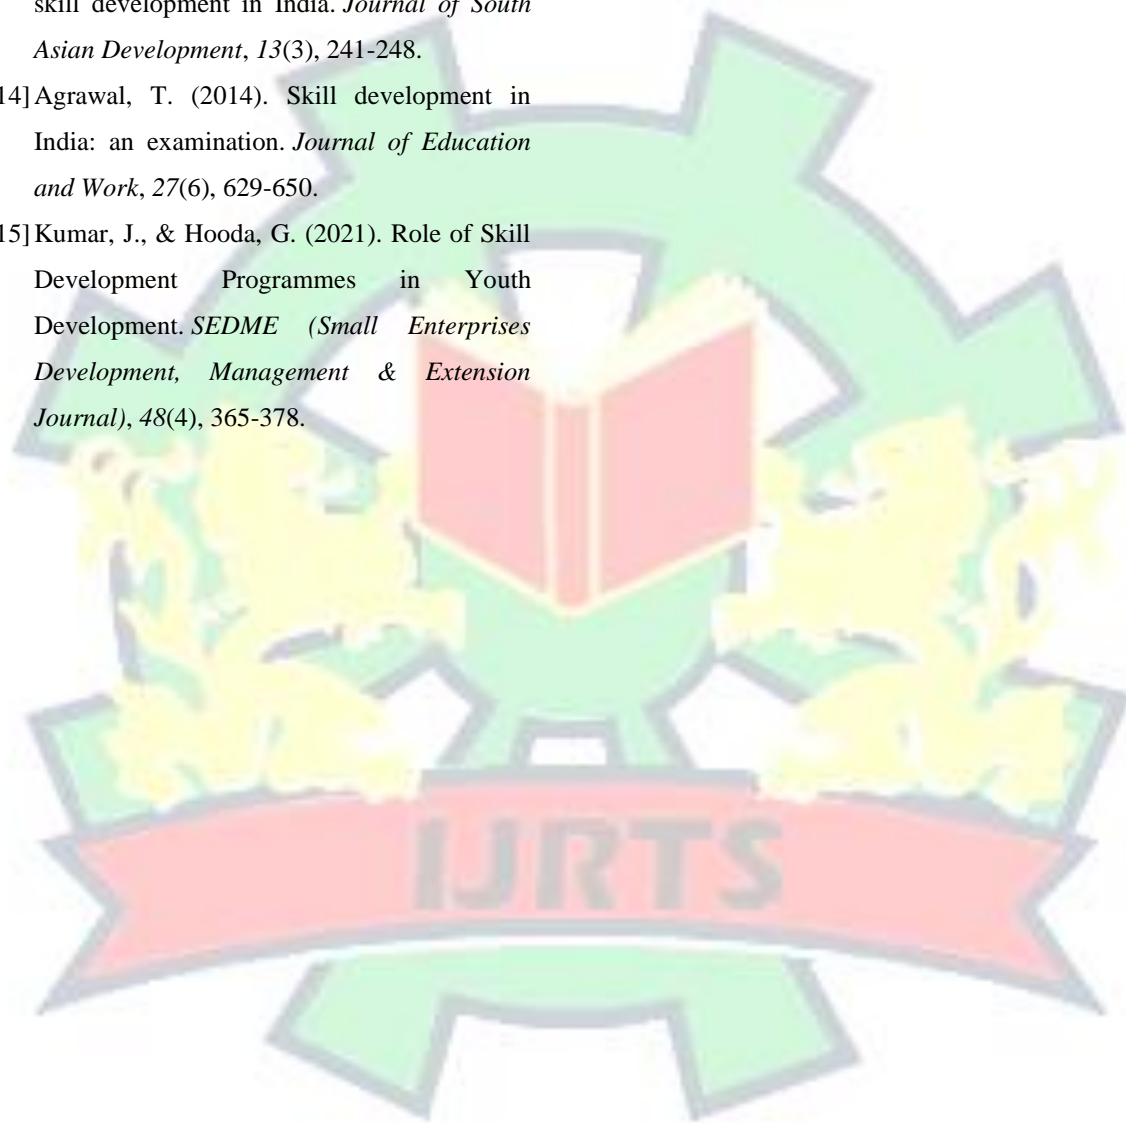 skill development in India. Journal of South
Asian Development, 13(3), 241-248.
14] Agrawal, T. (2014). Skill development in
India: an examination. Journal of Education
and Work, 27(6), 629-650.
15] Kumar, J., & Hooda, G. (2021). Role of Skill
Development Programmes in Youth
Development. SEDME (Small Enterprises
Development, Management & Extension
Journal), 48(4), 365-378.
IJRTS